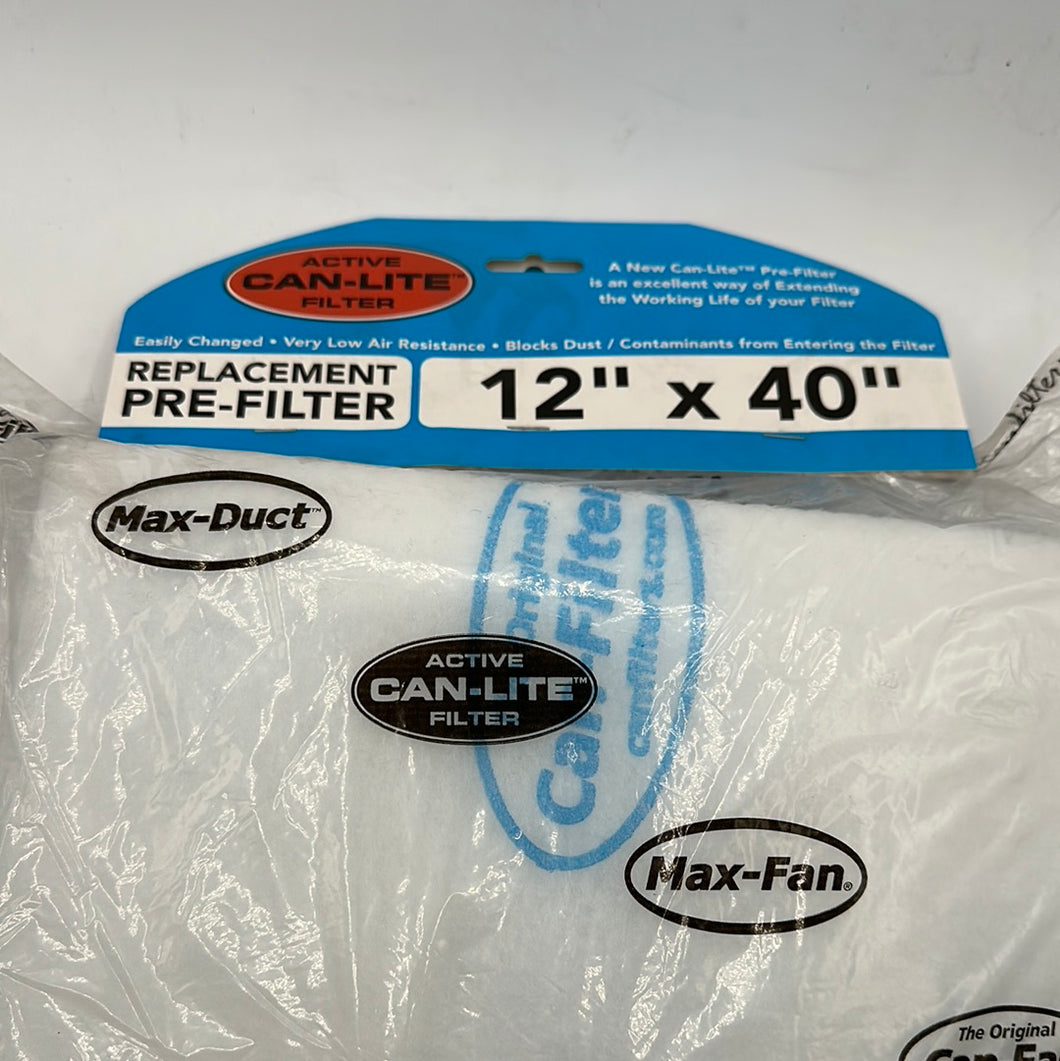 ACTIVE
CAN-LITE™
FILTER
A New Can-Lite™ Pre-Filter
is an excellent way of Extending
the Working Life of your Filter
Easily Changed • Very Low Air Resistance • Blocks Dust / Contaminants from Entering the Filter
REPLACEMENT
PRE-FILTER
12" x 40"
Max-Duct™
Original
Can-Filter
canfilters.com
ACTIVE
CAN-LITE™
FILTER
Max-Fan®
The Original